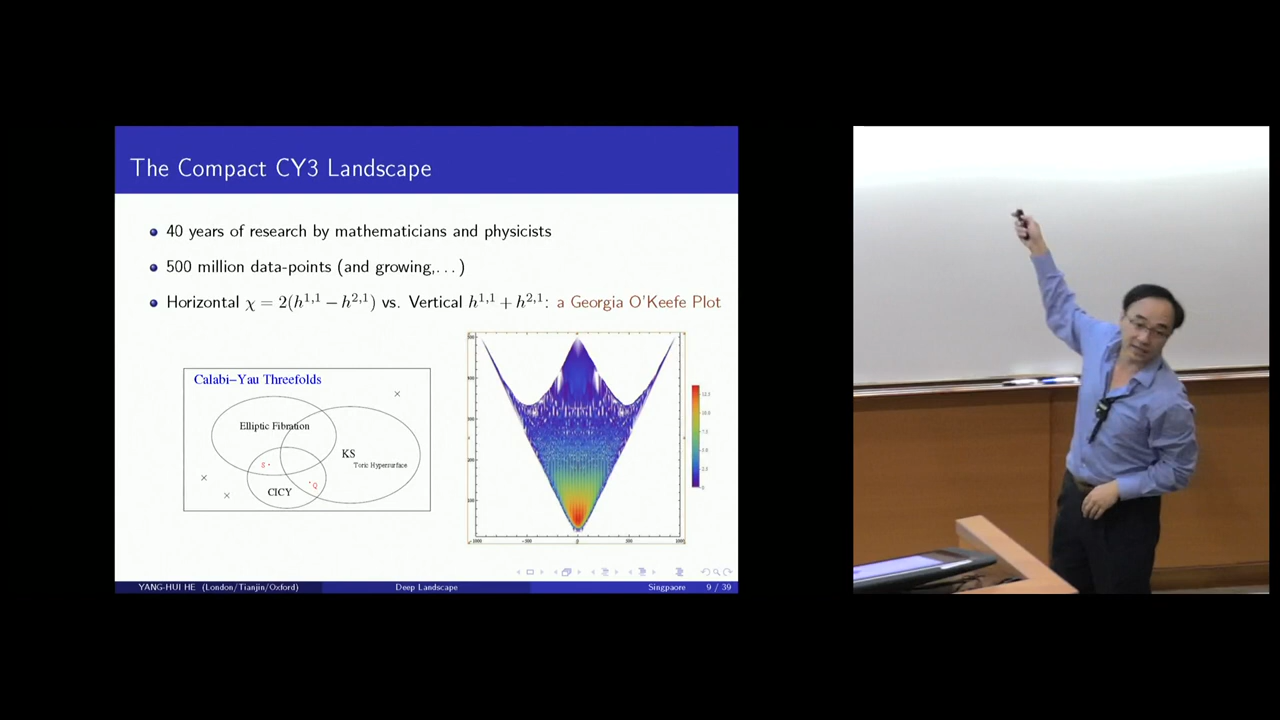 The Compact CY3 Landscape
40 years of research by mathematicians and physicists
500 million data-points (and growing,...)
Horizontal χ = 2(h^{1,1} − h^{2,1}) vs. Vertical h^{1,1} + h^{2,1}: a Georgia O'Keefe Plot
Calabi−Yau Threefolds
Elliptic Fibration
KS
Toric Hypersurface
S
Q
CICY
YANG-HUI HE (London/Tianjin/Oxford)
Deep Landscape
Singpaore
9 / 39